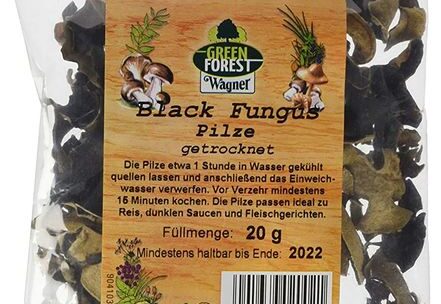 GREEN
FOREST
Wagner
Black Fungus
Pilze
getrocknet
Die Pilze etwa 1 Stunde in Wasser gekühlt
quellen lassen und anschließend das Einweich-
wasser verwerfen. Vor Verzehr mindestens
15 Minuten kochen. Die Pilze passen ideal zu
Reis, dunklen Saucen und Fleischgerichten.
Füllmenge: 20 g
Mindestens haltbar bis Ende: 2022